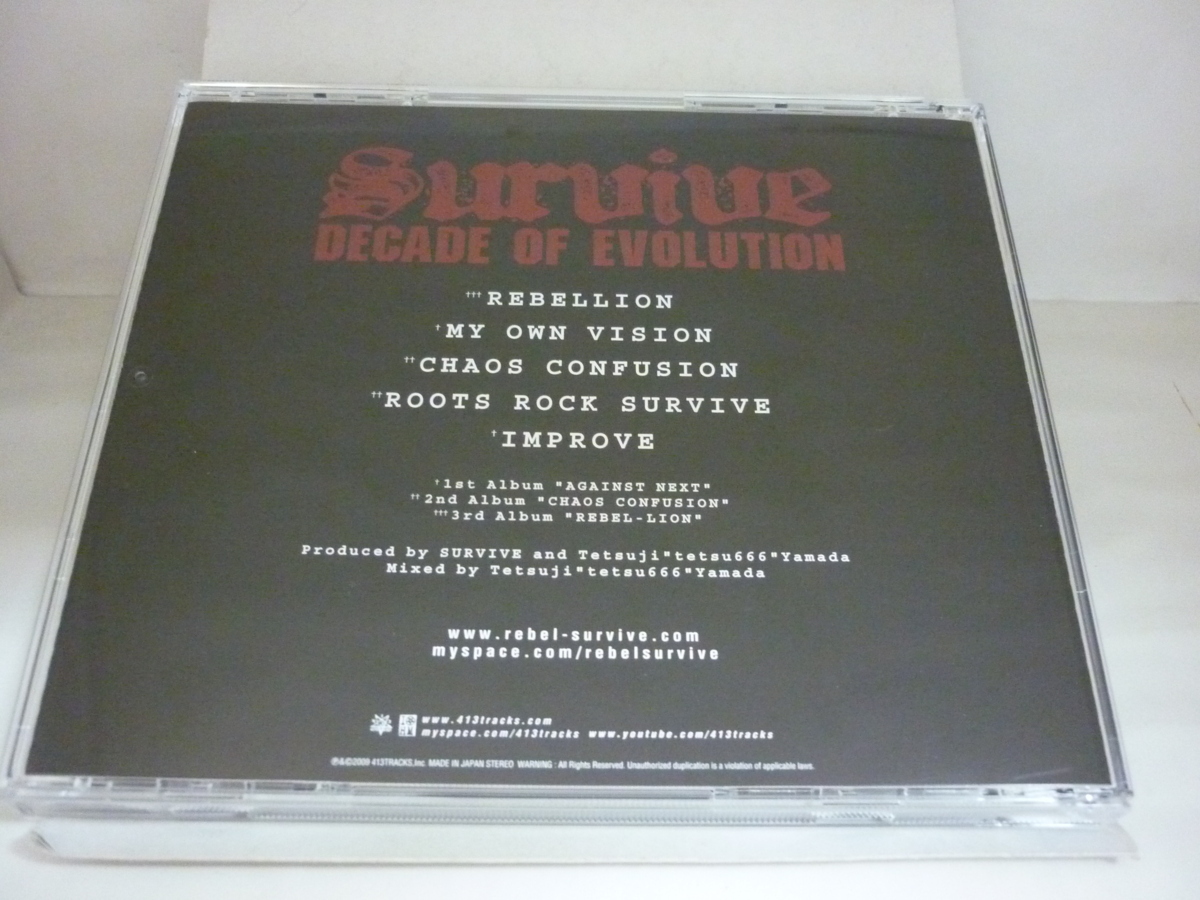 Survive
DECADE OF EVOLUTION
†††REBELLION
†MY OWN VISION
††CHAOS CONFUSION
††ROOTS ROCK SURVIVE
†IMPROVE
†1st Album "AGAINST NEXT"
††2nd Album "CHAOS CONFUSION"
†††3rd Album "REBEL-LION"
Produced by SURVIVE and Tetsuji"tetsu666"Yamada
Mixed by Tetsuji"tetsu666"Yamada
www.rebel-survive.com
myspace.com/rebelsurvive
www.413tracks.com
myspace.com/413tracks www.youtube.com/413tracks
℗&©2009 413TRACKS,Inc. MADE IN JAPAN STEREO WARNING : All Rights Reserved. Unauthorized duplication is a violation of applicable laws.